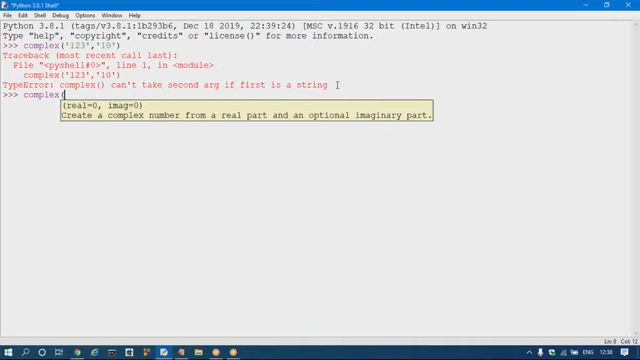 *Python 3.8.1 Shell*
File Edit Shell Debug Options Window Help
Python 3.8.1 (tags/v3.8.1:1b293b6, Dec 18 2019, 22:39:24) [MSC v.1916 32 bit (Intel)] on win32
Type "help", "copyright", "credits" or "license()" for more information.
>>> complex('123','10')
Traceback (most recent call last):
  File "<pyshell#0>", line 1, in <module>
    complex('123','10')
TypeError: complex() can't take second arg if first is a string
>>> complex(
(real=0, imag=0)
Create a complex number from a real part and an optional imaginary part.
Ln: 8 Col: 12
ENG 12:38